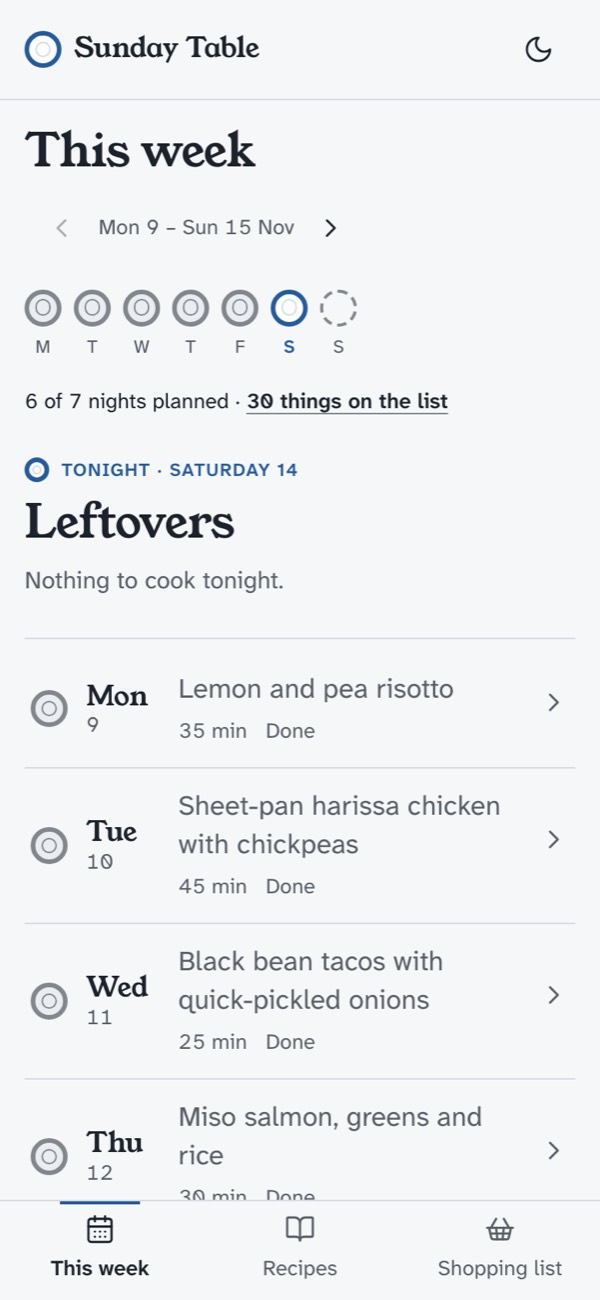 Sunday Table
This week
Mon 9 – Sun 15 Nov
M T W T F S S
6 of 7 nights planned · 30 things on the list
TONIGHT · SATURDAY 14
Leftovers
Nothing to cook tonight.
Mon
9
Lemon and pea risotto
35 min Done
Tue
10
Sheet-pan harissa chicken
with chickpeas
45 min Done
Wed
11
Black bean tacos with
quick-pickled onions
25 min Done
Thu
12
Miso salmon, greens and
rice
30 min Done
This week
Recipes
Shopping list